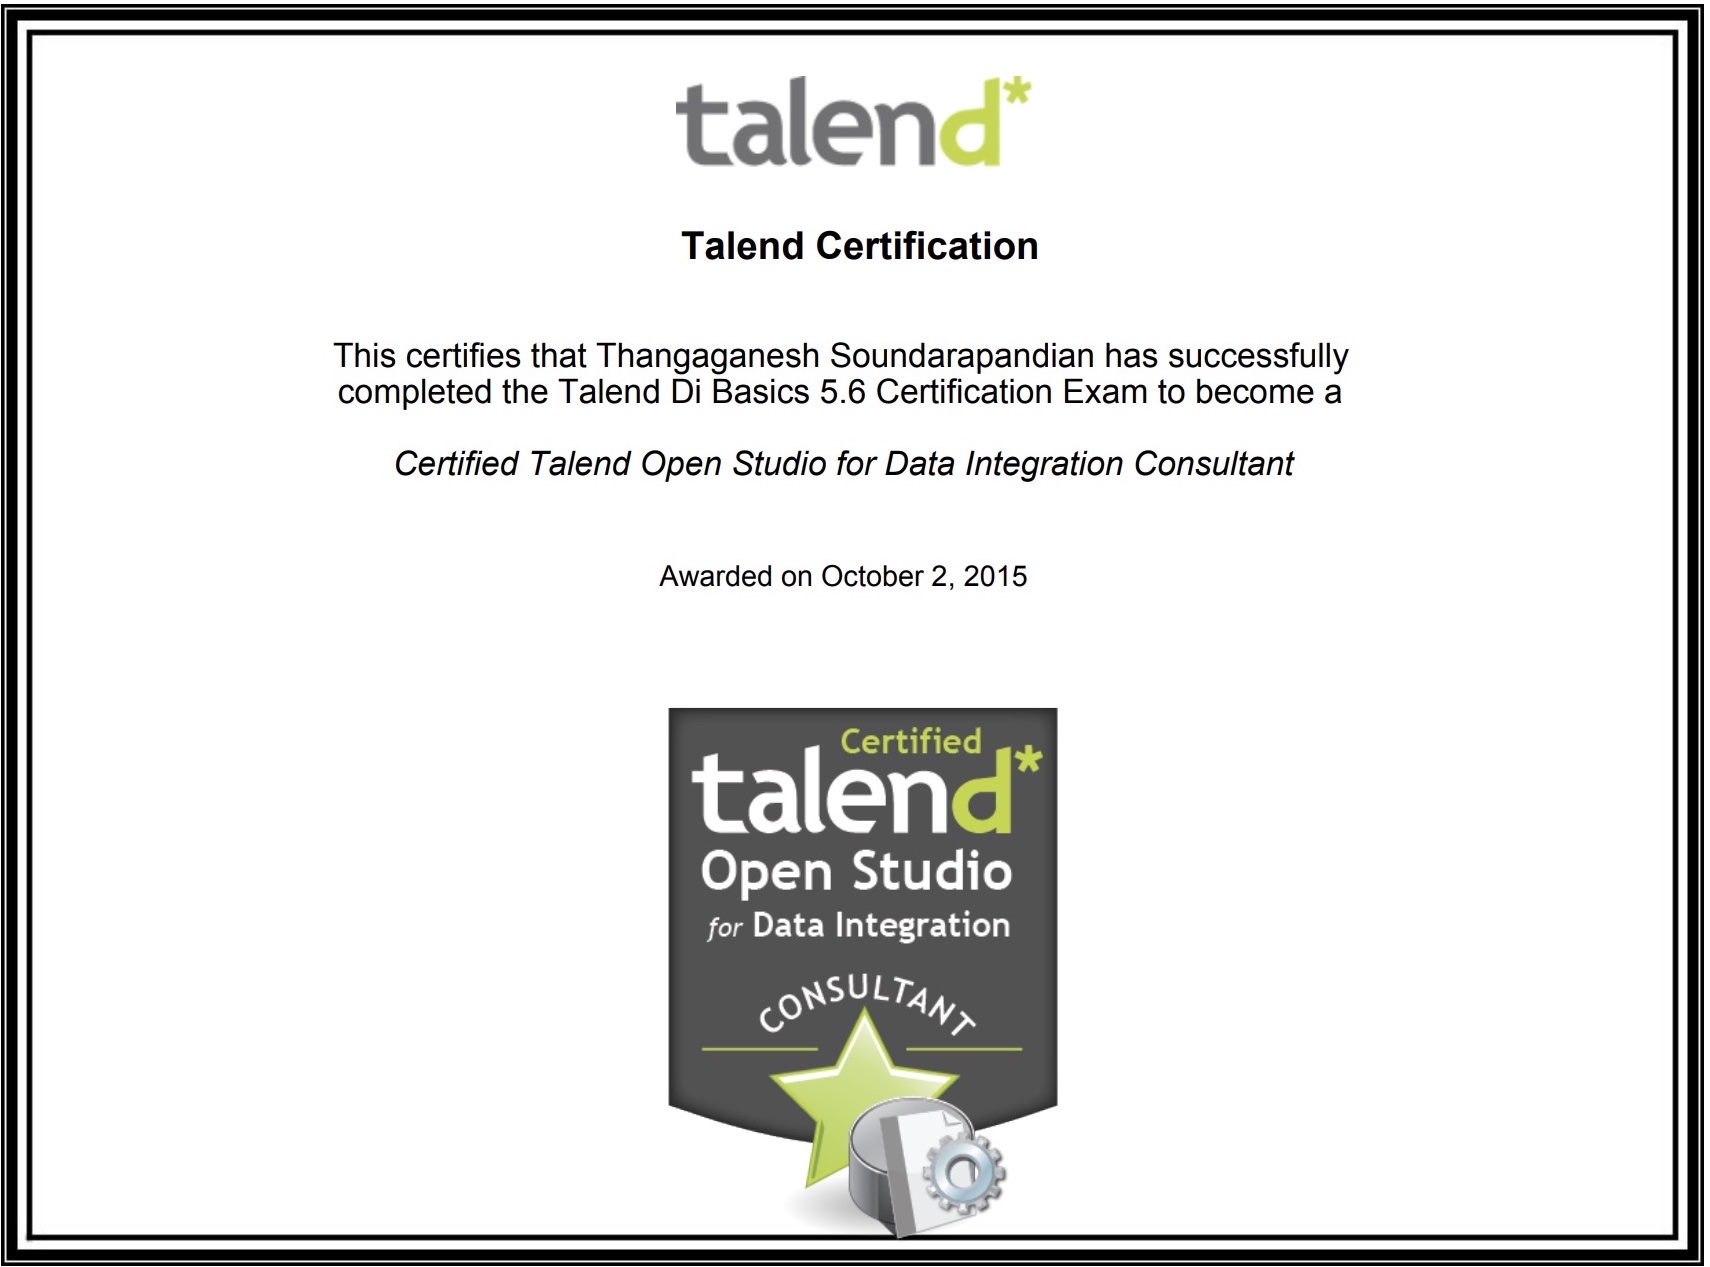 talend*
Talend Certification
This certifies that Thangaganesh Soundarapandian has successfully
completed the Talend Di Basics 5.6 Certification Exam to become a
Certified Talend Open Studio for Data Integration Consultant
Awarded on October 2, 2015
Certified
talend*
Open Studio
for Data Integration
CONSULTANT